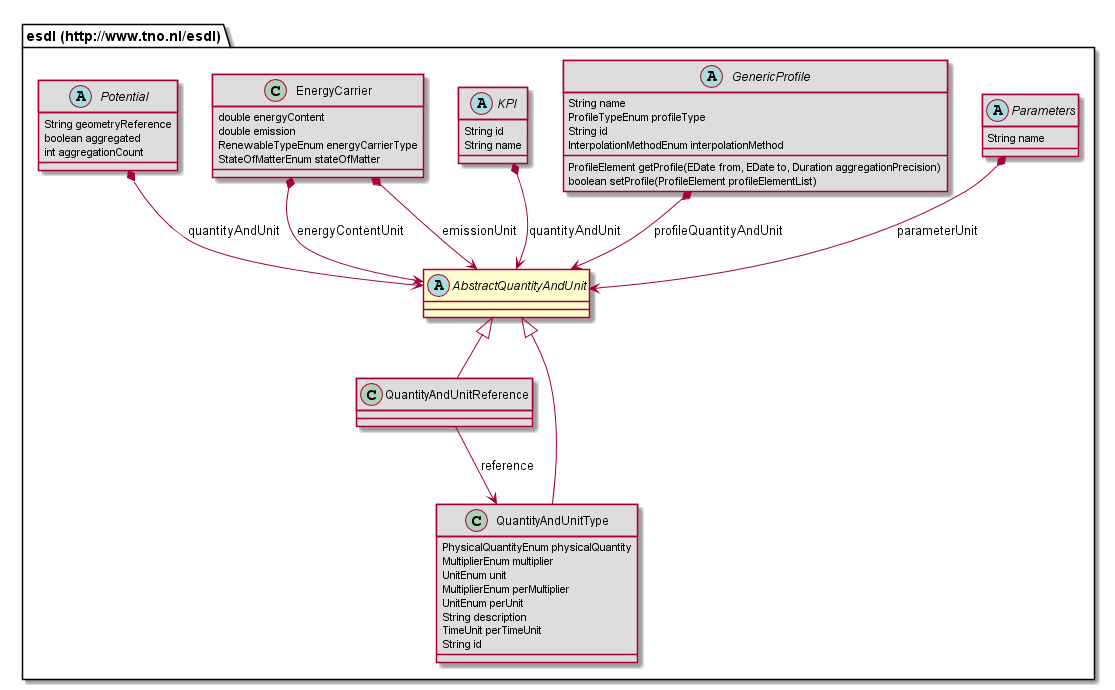 esdl (http://www.tno.nl/esdl)
A Potential
String geometryReference
boolean aggregated
int aggregationCount
C EnergyCarrier
double energyContent
double emission
RenewableTypeEnum energyCarrierType
StateOfMatterEnum stateOfMatter
A KPI
String id
String name
A GenericProfile
String name
ProfileTypeEnum profileType
String id
InterpolationMethodEnum interpolationMethod
ProfileElement getProfile(EDate from, EDate to, Duration aggregationPrecision)
boolean setProfile(ProfileElement profileElementList)
A Parameters
String name
quantityAndUnit
energyContentUnit
emissionUnit
quantityAndUnit
profileQuantityAndUnit
parameterUnit
A AbstractQuantityAndUnit
C QuantityAndUnitReference
reference
C QuantityAndUnitType
PhysicalQuantityEnum physicalQuantity
MultiplierEnum multiplier
UnitEnum unit
MultiplierEnum perMultiplier
UnitEnum perUnit
String description
TimeUnit perTimeUnit
String id